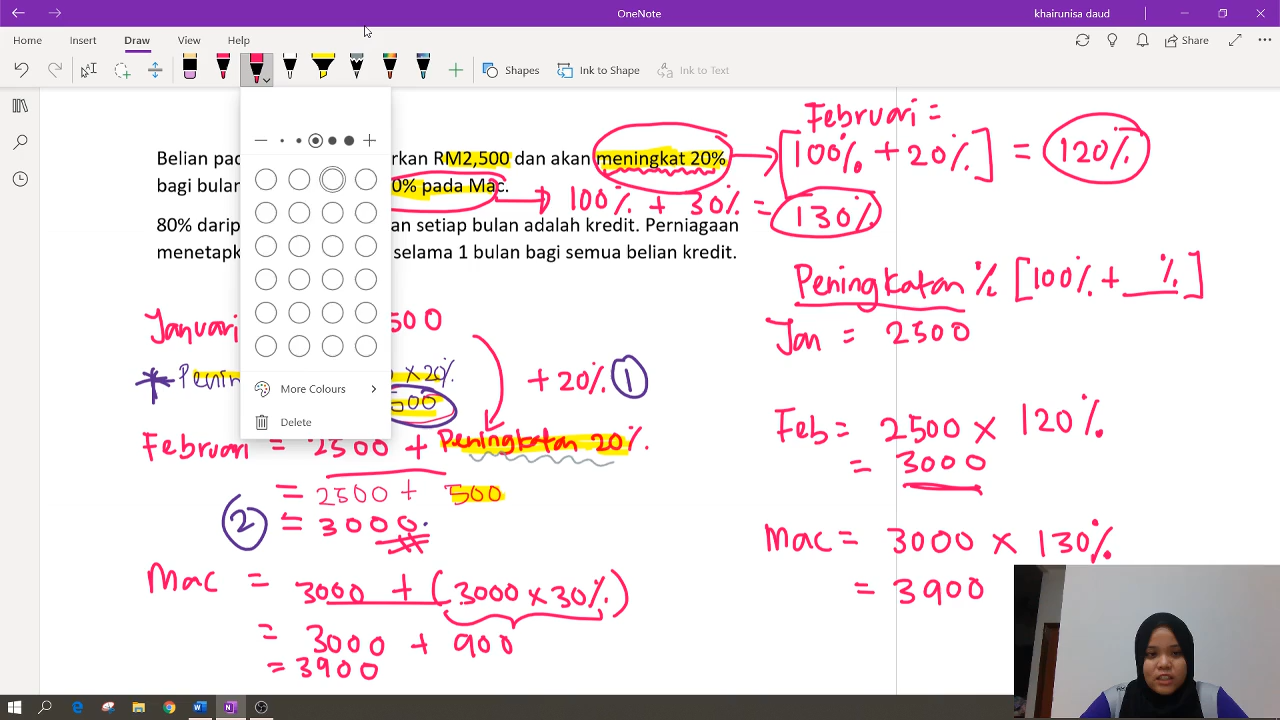 OneNote
khairunisa daud
Home Insert Draw View Help
Share
Shapes Ink to Shape Ink to Text
Februari =
Belian pad rkan RM2,500 dan akan meningkat 20% → [100% + 20%] = 120%
bagi bular 0% pada Mac. → 100% + 30% = 130%
80% darip an setiap bulan adalah kredit. Perniagaan
menetapk selama 1 bulan bagi semua belian kredit.
Peningkatan % [100% + __ %]
Januari 500
Jan = 2500
* Penin × 20% + 20% 1
500
More Colours
Delete
Feb = 2500 × 120%
= 3000
Februari = 2500 + Peningkatan 20%.
= 2500 + 500
2 = 3000.
Mac = 3000 × 130%
= 3900
Mac = 3000 + (3000 × 30%)
= 3000 + 900
= 3900